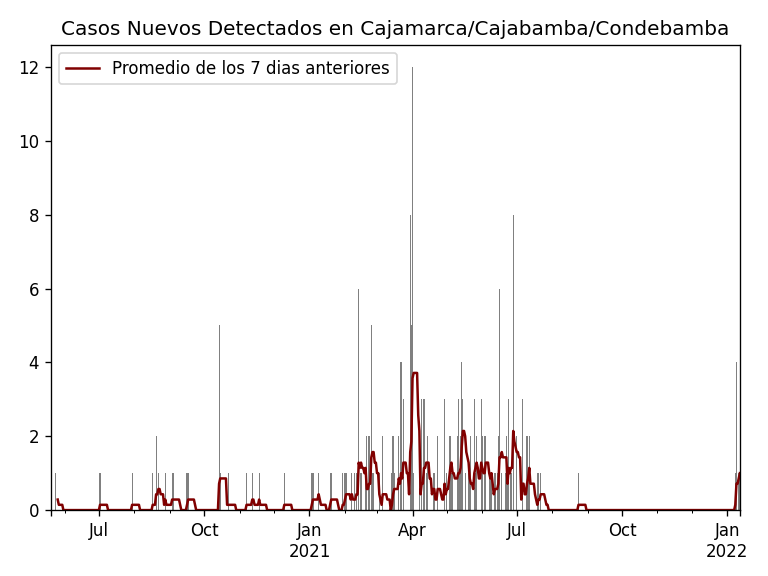 Casos Nuevos Detectados en Cajamarca/Cajabamba/Condebamba
Promedio de los 7 dias anteriores
12
10
8
6
4
2
0
Jul
Oct
Jan
2021
Apr
Jul
Oct
Jan
2022